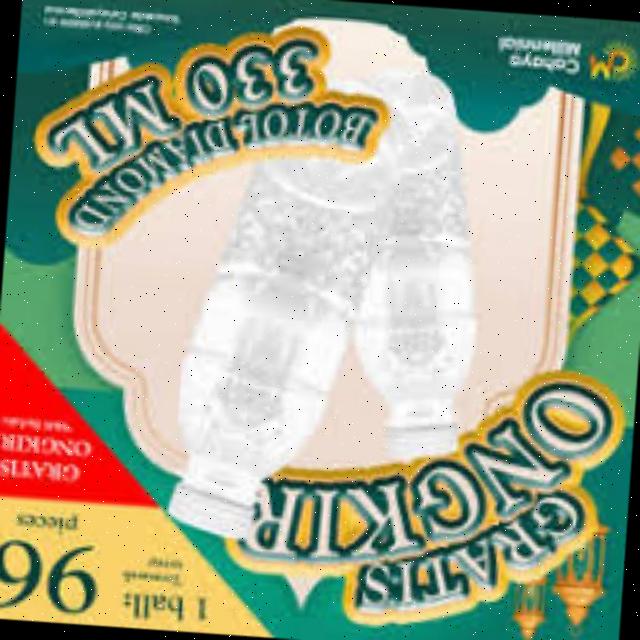 GRATIS
ONGKIR
1 ball:
96
pieces
GRATIS
ONGKIR
BOTOL DIAMOND
330 ML
Cahaya
Millennial